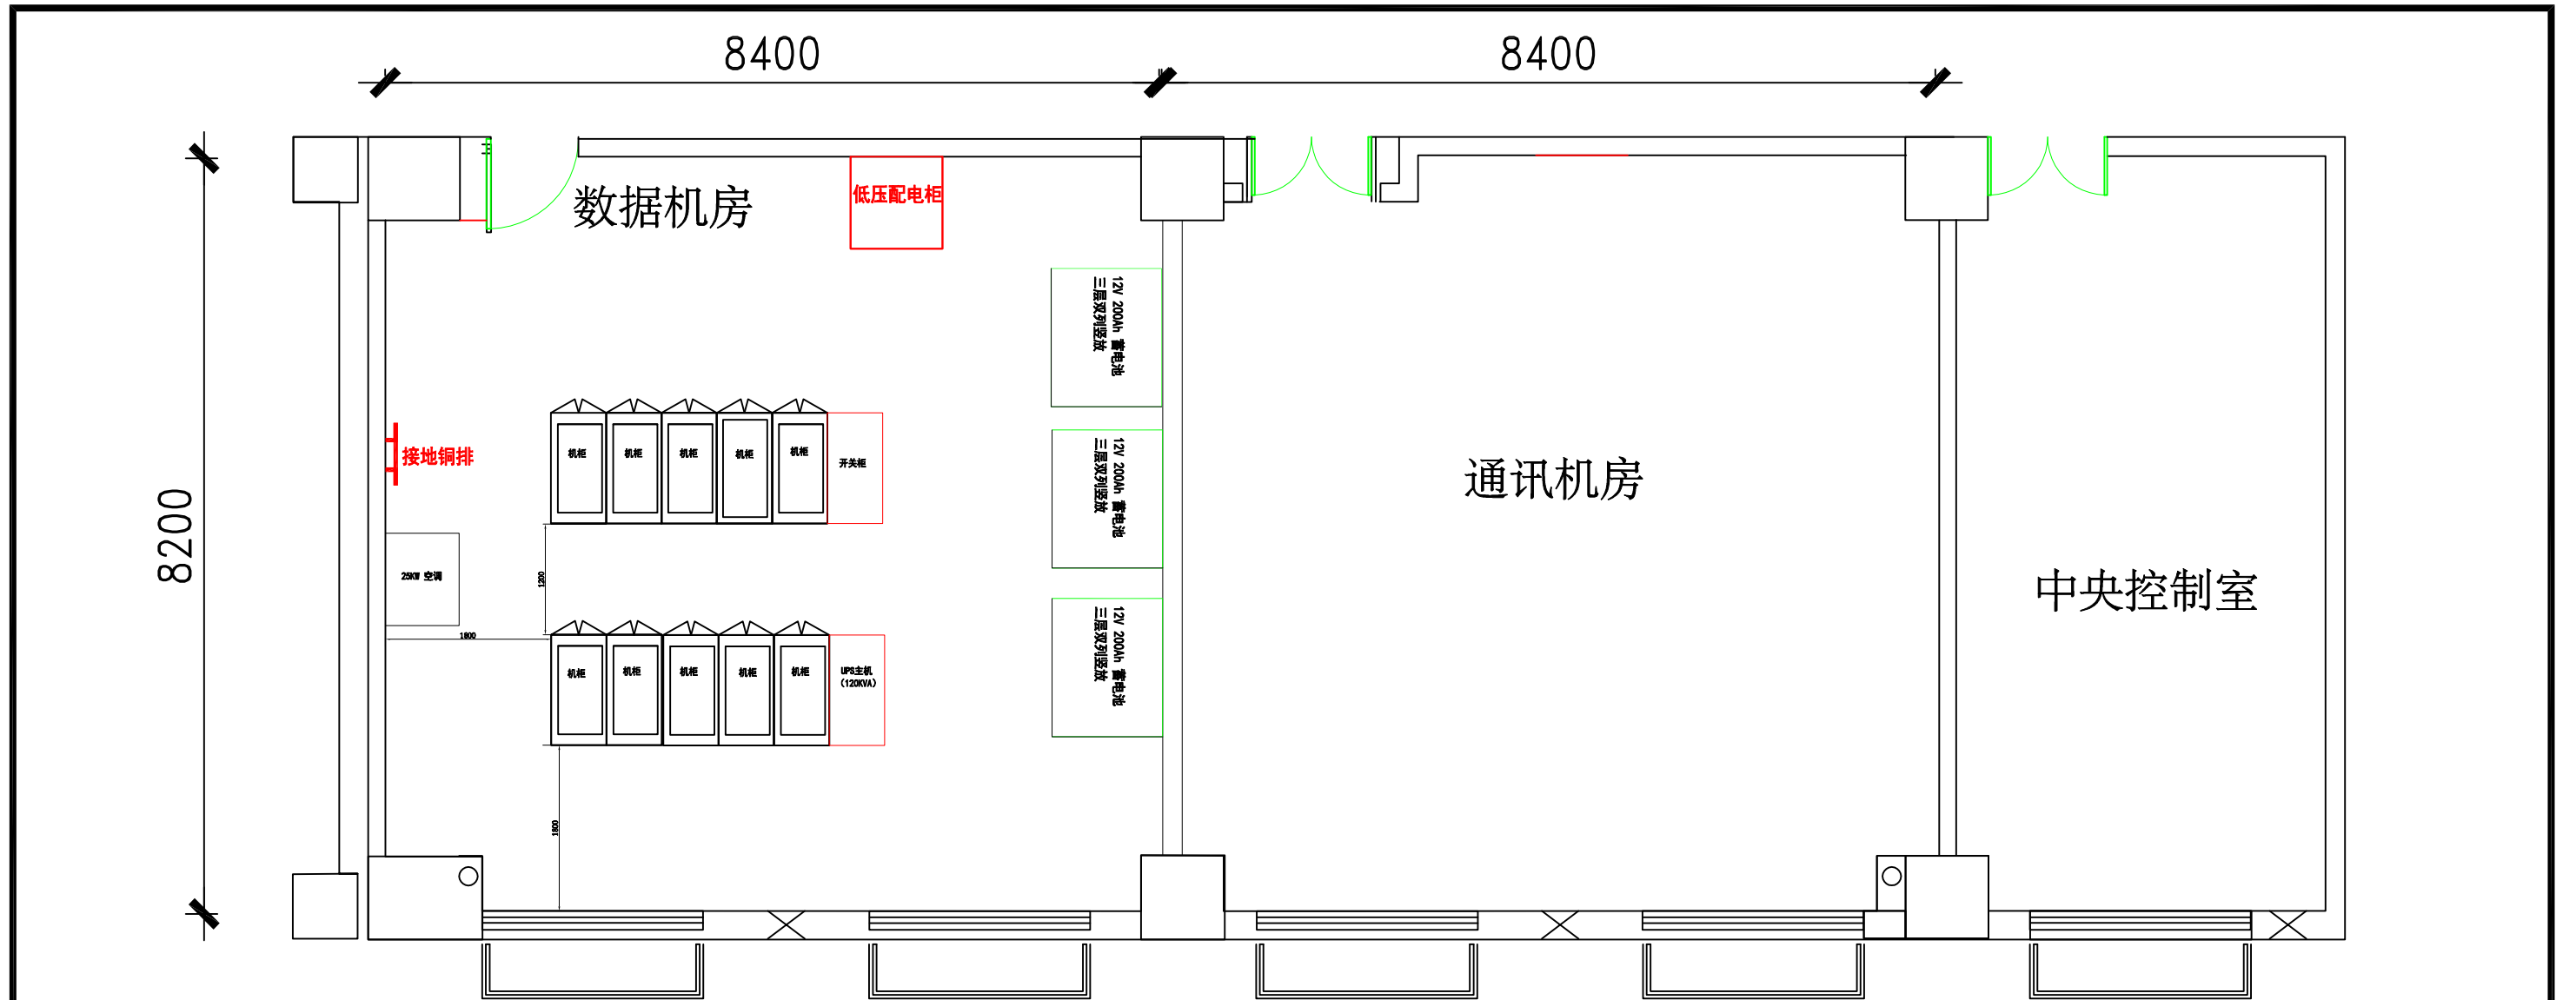 8400
8400
8200
数据机房
低压配电柜
12V 200Ah 蓄电池
三层双列竖放
接地铜排
机柜
机柜
机柜
机柜
机柜
开关柜
12V 200Ah 蓄电池
三层双列竖放
通讯机房
25KW 空调
1200
中央控制室
1800
机柜
机柜
机柜
机柜
机柜
UPS主机
(120KVA)
12V 200Ah 蓄电池
三层双列竖放
1800